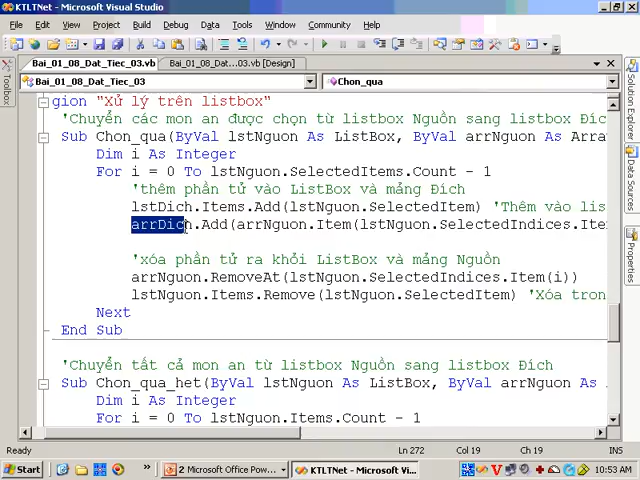 KTLTNet - Microsoft Visual Studio
File Edit View Project Build Debug Data Tools Window Community Help
Bai_01_08_Dat_Tiec_03.vb Bai_01_08_Dat....03.vb [Design]
Bai_01_08_Dat_Tiec_03 Chon_qua
gion "Xử lý trên listbox"
'Chuyển các mon an được chọn từ listbox Nguồn sang listbox Đích
Sub Chon_qua(ByVal lstNguon As ListBox, ByVal arrNguon As Arra
Dim i As Integer
For i = 0 To lstNguon.SelectedItems.Count - 1
'thêm phần tử vào ListBox và mảng Đích
lstDich.Items.Add(lstNguon.SelectedItem) 'Thêm vào lis
arrDich.Add(arrNguon.Item(lstNguon.SelectedIndices.Ite
'xóa phần tử ra khỏi ListBox và mảng Nguồn
arrNguon.RemoveAt(lstNguon.SelectedIndices.Item(i))
lstNguon.Items.Remove(lstNguon.SelectedItem) 'Xóa tron
Next
End Sub
'Chuyển tất cả mon an từ listbox Nguồn sang listbox Đích
Sub Chon_qua_het(ByVal lstNguon As ListBox, ByVal arrNguon As
Dim i As Integer
For i = 0 To lstNguon.Items.Count - 1
Toolbox
Solution Explorer
Data Sources
Properties
Ready Ln 272 Col 19 Ch 19
Start 2 Microsoft Office Pow... KTLTNet - Microsoft Vi... 10:53 AM